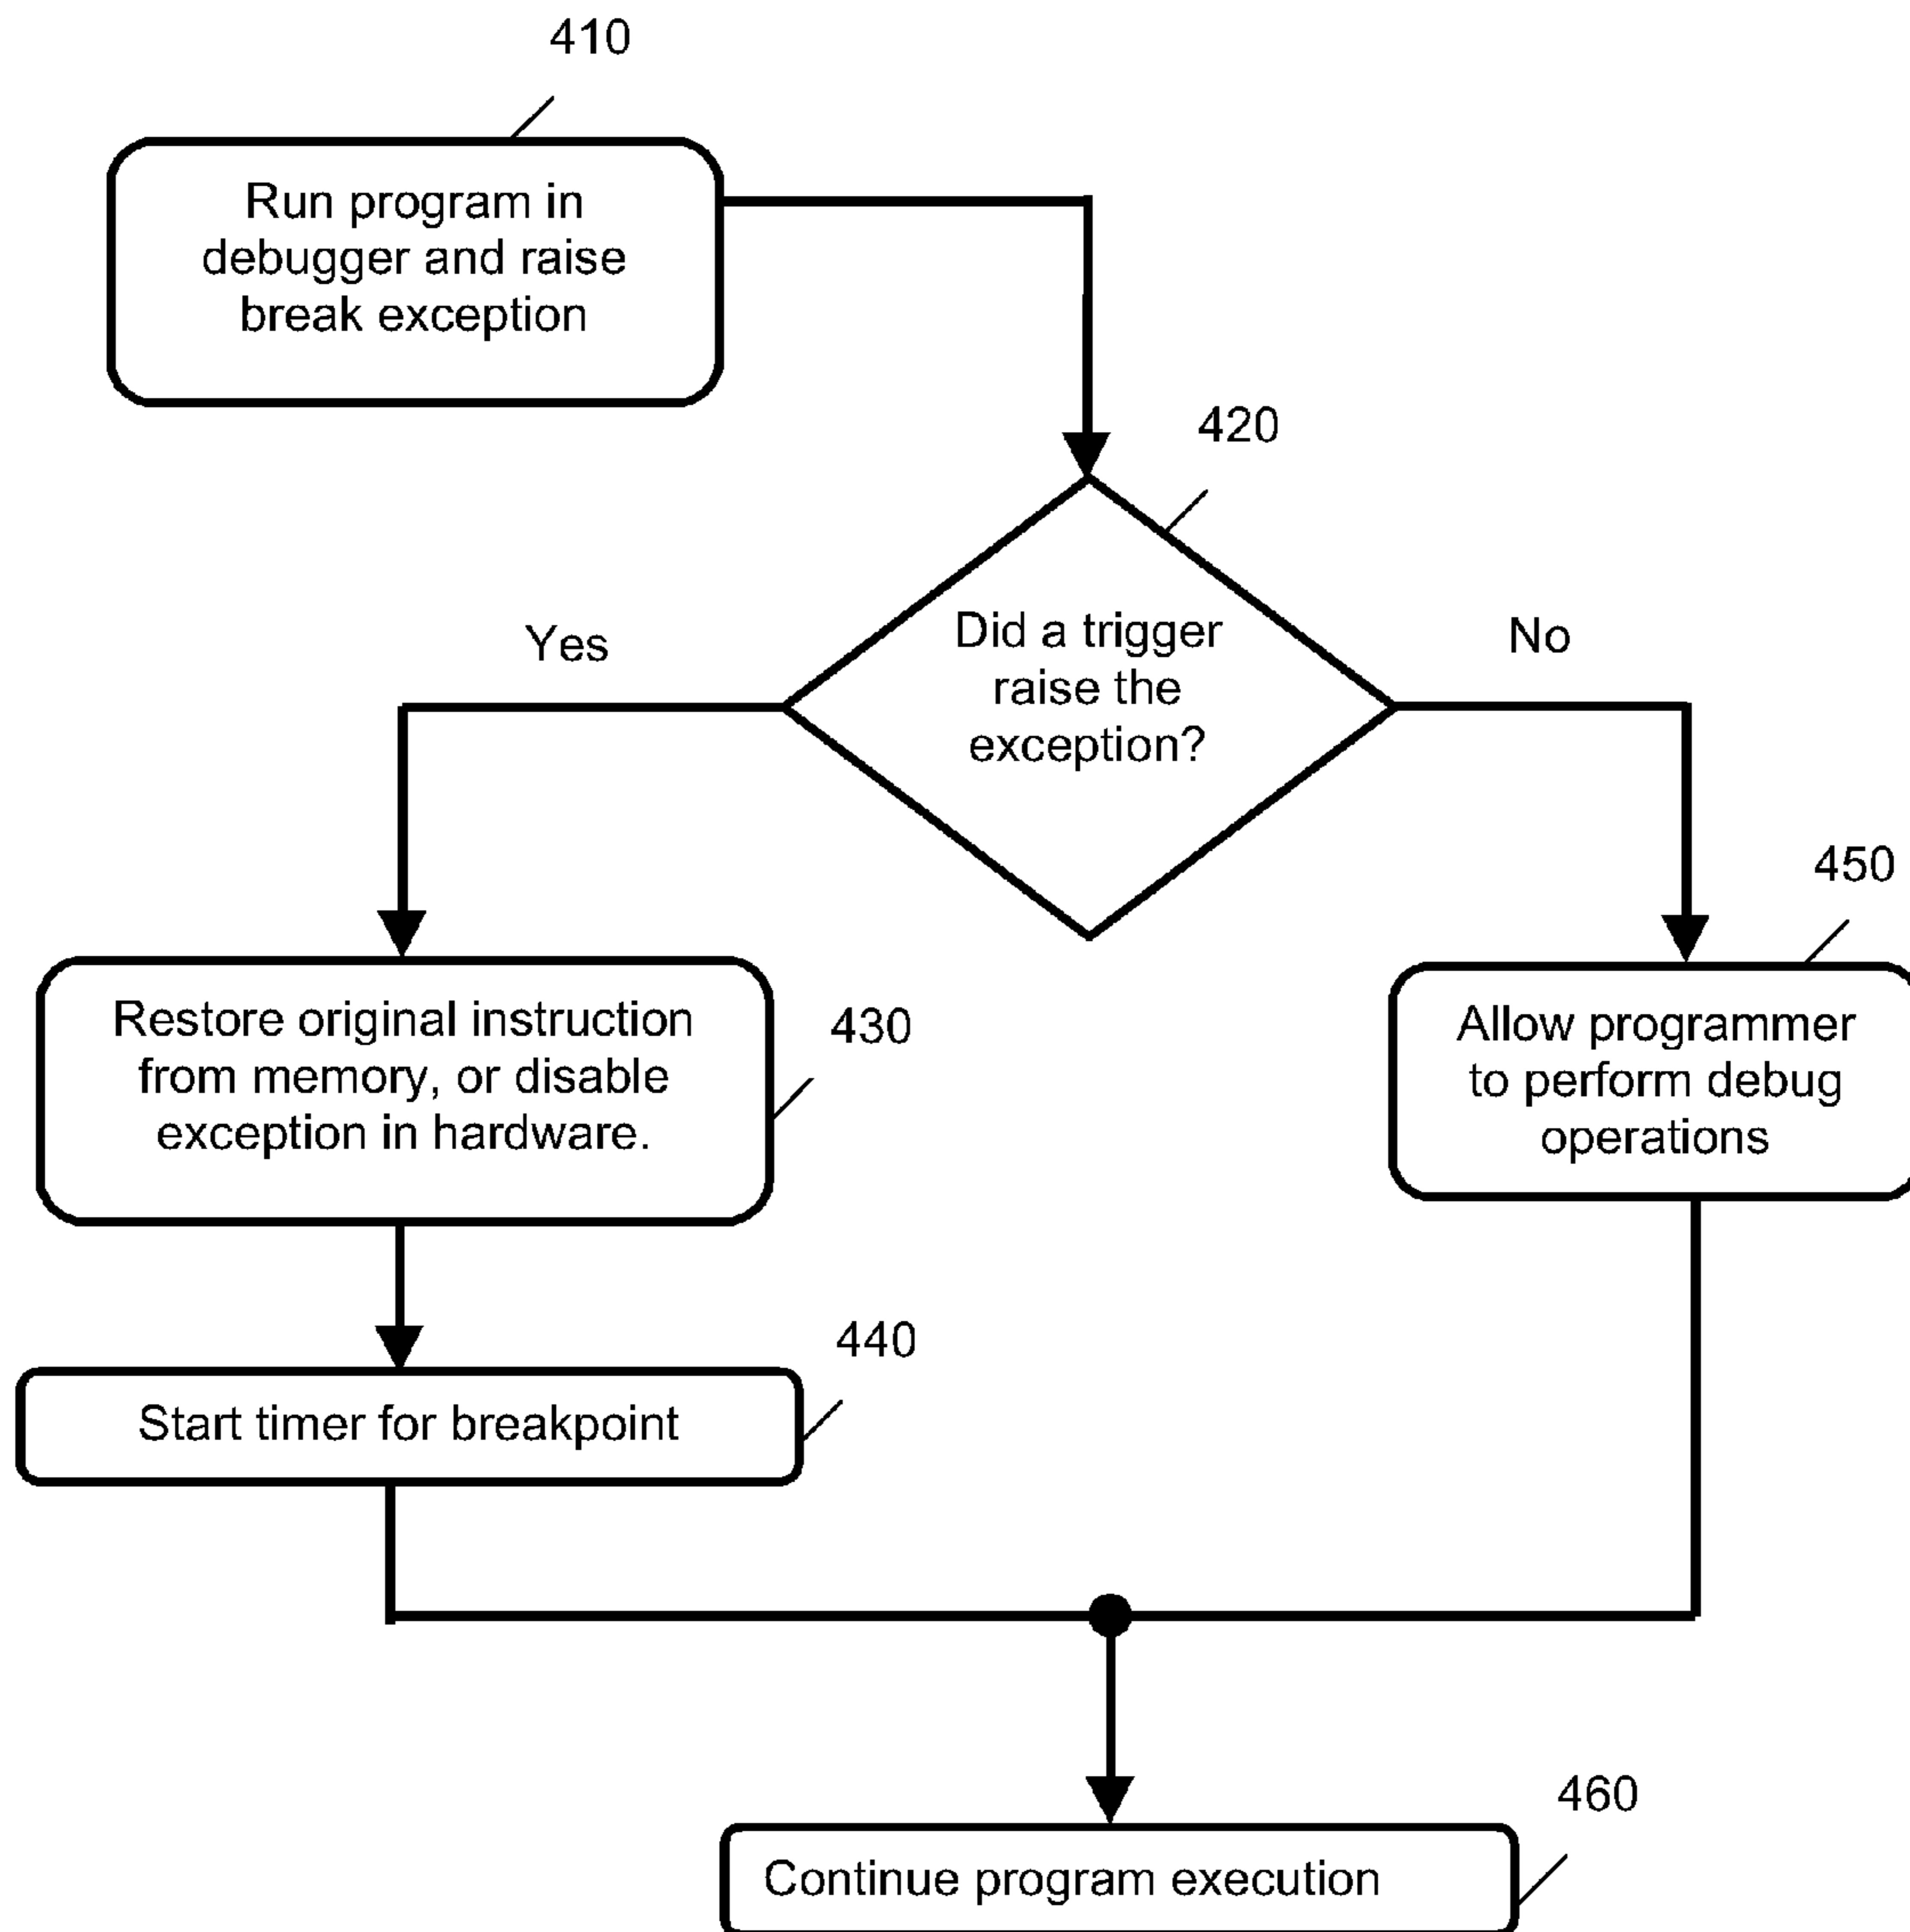 410
Run program in
debugger and raise
break exception
420
Did a trigger
raise the
exception?
Yes
No
430
Restore original instruction
from memory, or disable
exception in hardware.
450
Allow programmer
to perform debug
operations
440
Start timer for breakpoint
460
Continue program execution